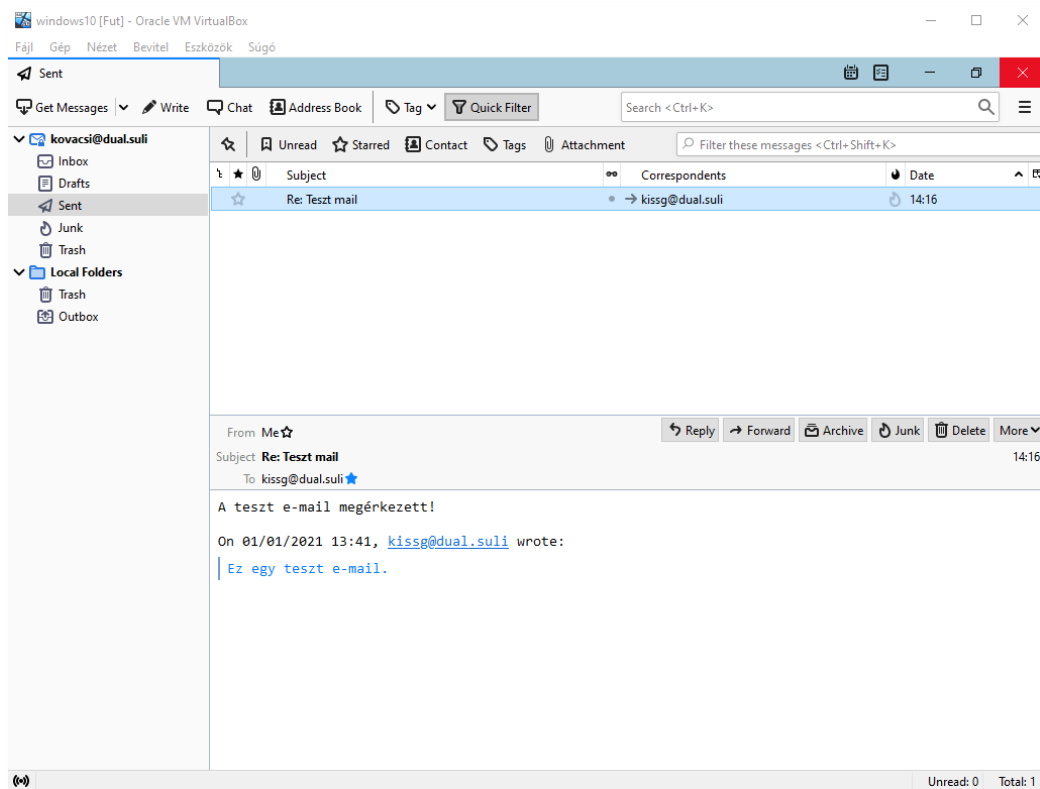 windows10 [Fut] - Oracle VM VirtualBox
Fájl Gép Nézet Bevitel Eszközök Súgó
Sent
Get Messages Write Chat Address Book Tag Quick Filter Search <Ctrl+K>
kovacsi@dual.suli
Inbox
Drafts
Sent
Junk
Trash
Local Folders
Trash
Outbox
Unread Starred Contact Tags Attachment Filter these messages <Ctrl+Shift+K>
Subject Correspondents Date
Re: Teszt mail kissg@dual.suli 14:16
From Me Reply Forward Archive Junk Delete More
Subject Re: Teszt mail 14:16
To kissg@dual.suli
A teszt e-mail megérkezett!
On 01/01/2021 13:41, kissg@dual.suli wrote:
Ez egy teszt e-mail.
Unread: 0 Total: 1